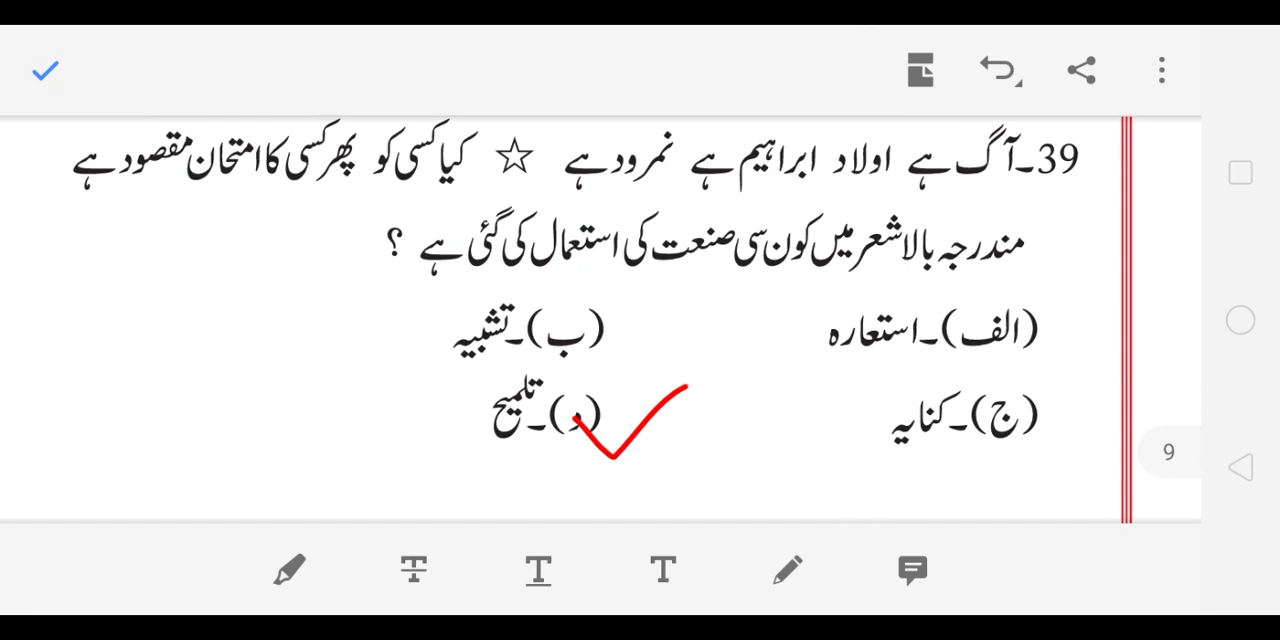 39۔آگ ہے اولاد ابراہیم ہے نمرود ہے ☆ کیا کسی کو پھر کسی کا امتحان مقصود ہے
مندرجہ بالا شعر میں کون سی صنعت کی استعمال کی گئی ہے ؟
(الف)۔استعارہ (ب)۔تشبیہ
(ج)۔کنایہ (د)۔تلمیح
9